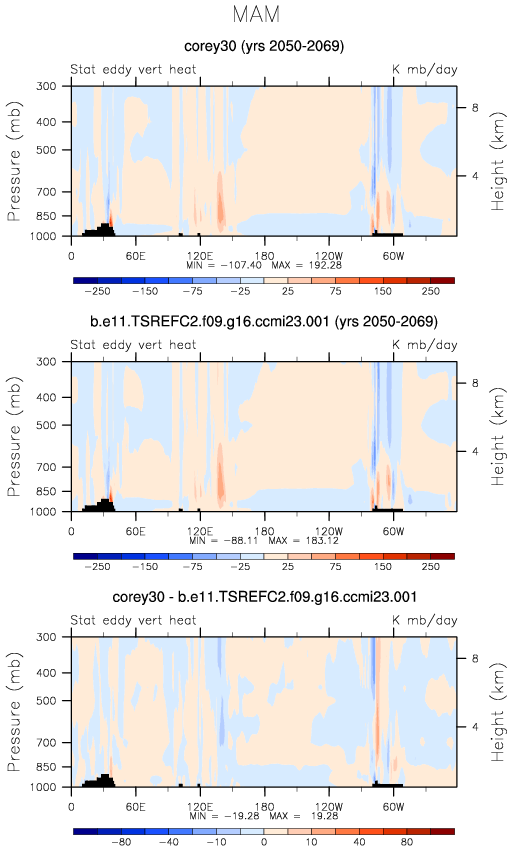 MAM
corey30 (yrs 2050-2069)
Stat eddy vert heat K mb/day
300
400
500
700
850
1000
Pressure (mb)
8
4
Height (km)
0 60E 120E 180 120W 60W
MIN = -107.40 MAX = 192.28
-250 -150 -75 -25 25 75 150 250
b.e11.TSREFC2.f09.g16.ccmi23.001 (yrs 2050-2069)
Stat eddy vert heat K mb/day
300
400
500
700
850
1000
Pressure (mb)
8
4
Height (km)
0 60E 120E 180 120W 60W
MIN = -88.11 MAX = 183.12
-250 -150 -75 -25 25 75 150 250
corey30 - b.e11.TSREFC2.f09.g16.ccmi23.001
Stat eddy vert heat K mb/day
300
400
500
700
850
1000
Pressure (mb)
8
4
Height (km)
0 60E 120E 180 120W 60W
MIN = -19.28 MAX = 19.28
-80 -40 -10 0 10 40 80